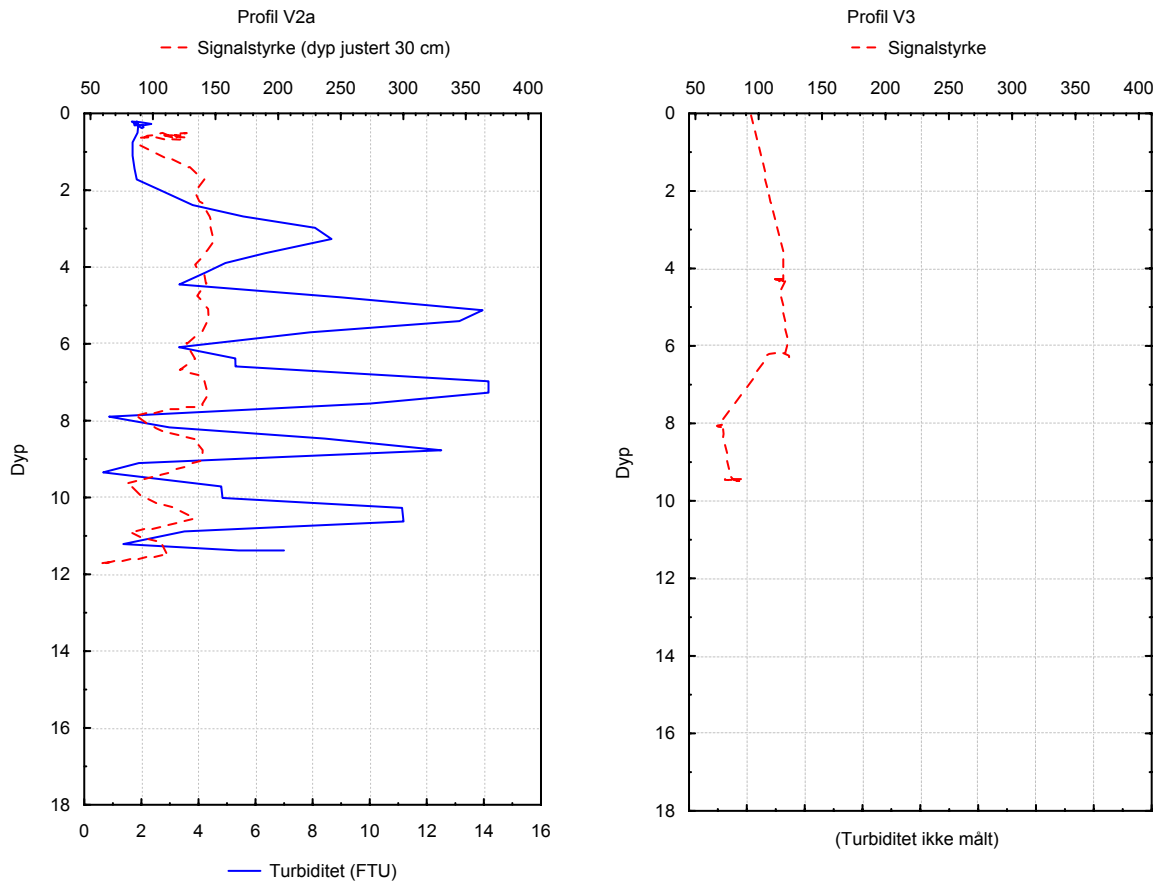 Profil V2a
Signalstyrke (dyp justert 30 cm)
50 100 150 200 250 300 350 400
0
2
4
6
8
10
12
14
16
18
Dyp
0 2 4 6 8 10 12 14 16
Turbiditet (FTU)
Profil V3
Signalstyrke
50 100 150 200 250 300 350 400
0
2
4
6
8
10
12
14
16
18
Dyp
(Turbiditet ikke målt)